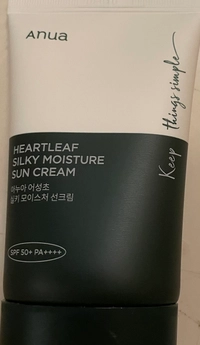 Anua
Keep things simple
HEARTLEAF
SILKY MOISTURE
SUN CREAM
아누아 어성초
실키 모이스처 선크림
SPF 50+ PA++++